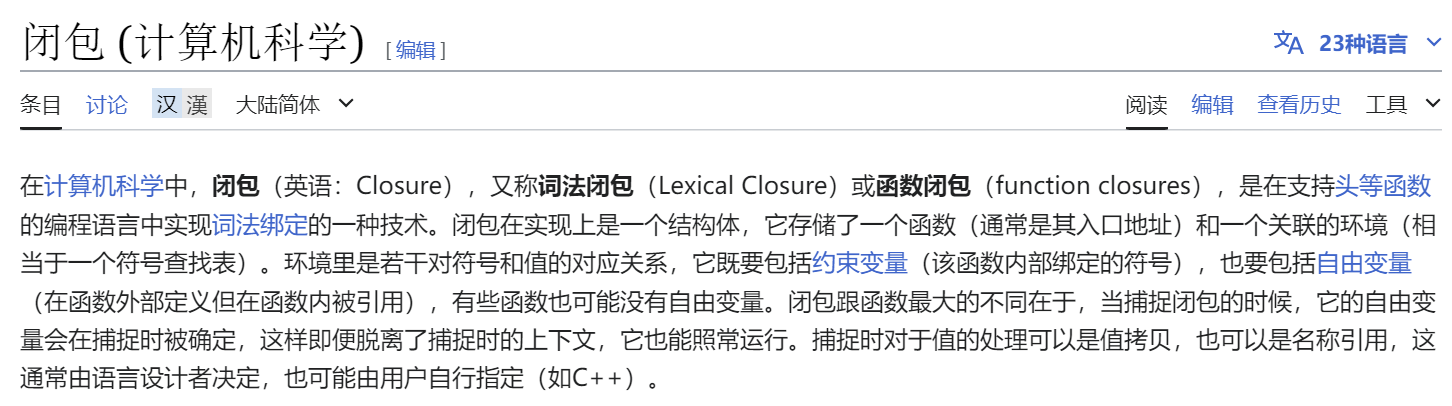 闭包 (计算机科学) [ 编辑 ]
文A 23种语言
条目 讨论 汉 漢 大陆简体
阅读 编辑 查看历史 工具
在计算机科学中，闭包（英语：Closure），又称词法闭包（Lexical Closure）或函数闭包（function closures），是在支持头等函数
的编程语言中实现词法绑定的一种技术。闭包在实现上是一个结构体，它存储了一个函数（通常是其入口地址）和一个关联的环境（相
当于一个符号查找表）。环境里是若干对符号和值的对应关系，它既要包括约束变量（该函数内部绑定的符号），也要包括自由变量
（在函数外部定义但在函数内被引用），有些函数也可能没有自由变量。闭包跟函数最大的不同在于，当捕捉闭包的时候，它的自由变
量会在捕捉时被确定，这样即便脱离了捕捉时的上下文，它也能照常运行。捕捉时对于值的处理可以是值拷贝，也可以是名称引用，这
通常由语言设计者决定，也可能由用户自行指定（如C++）。